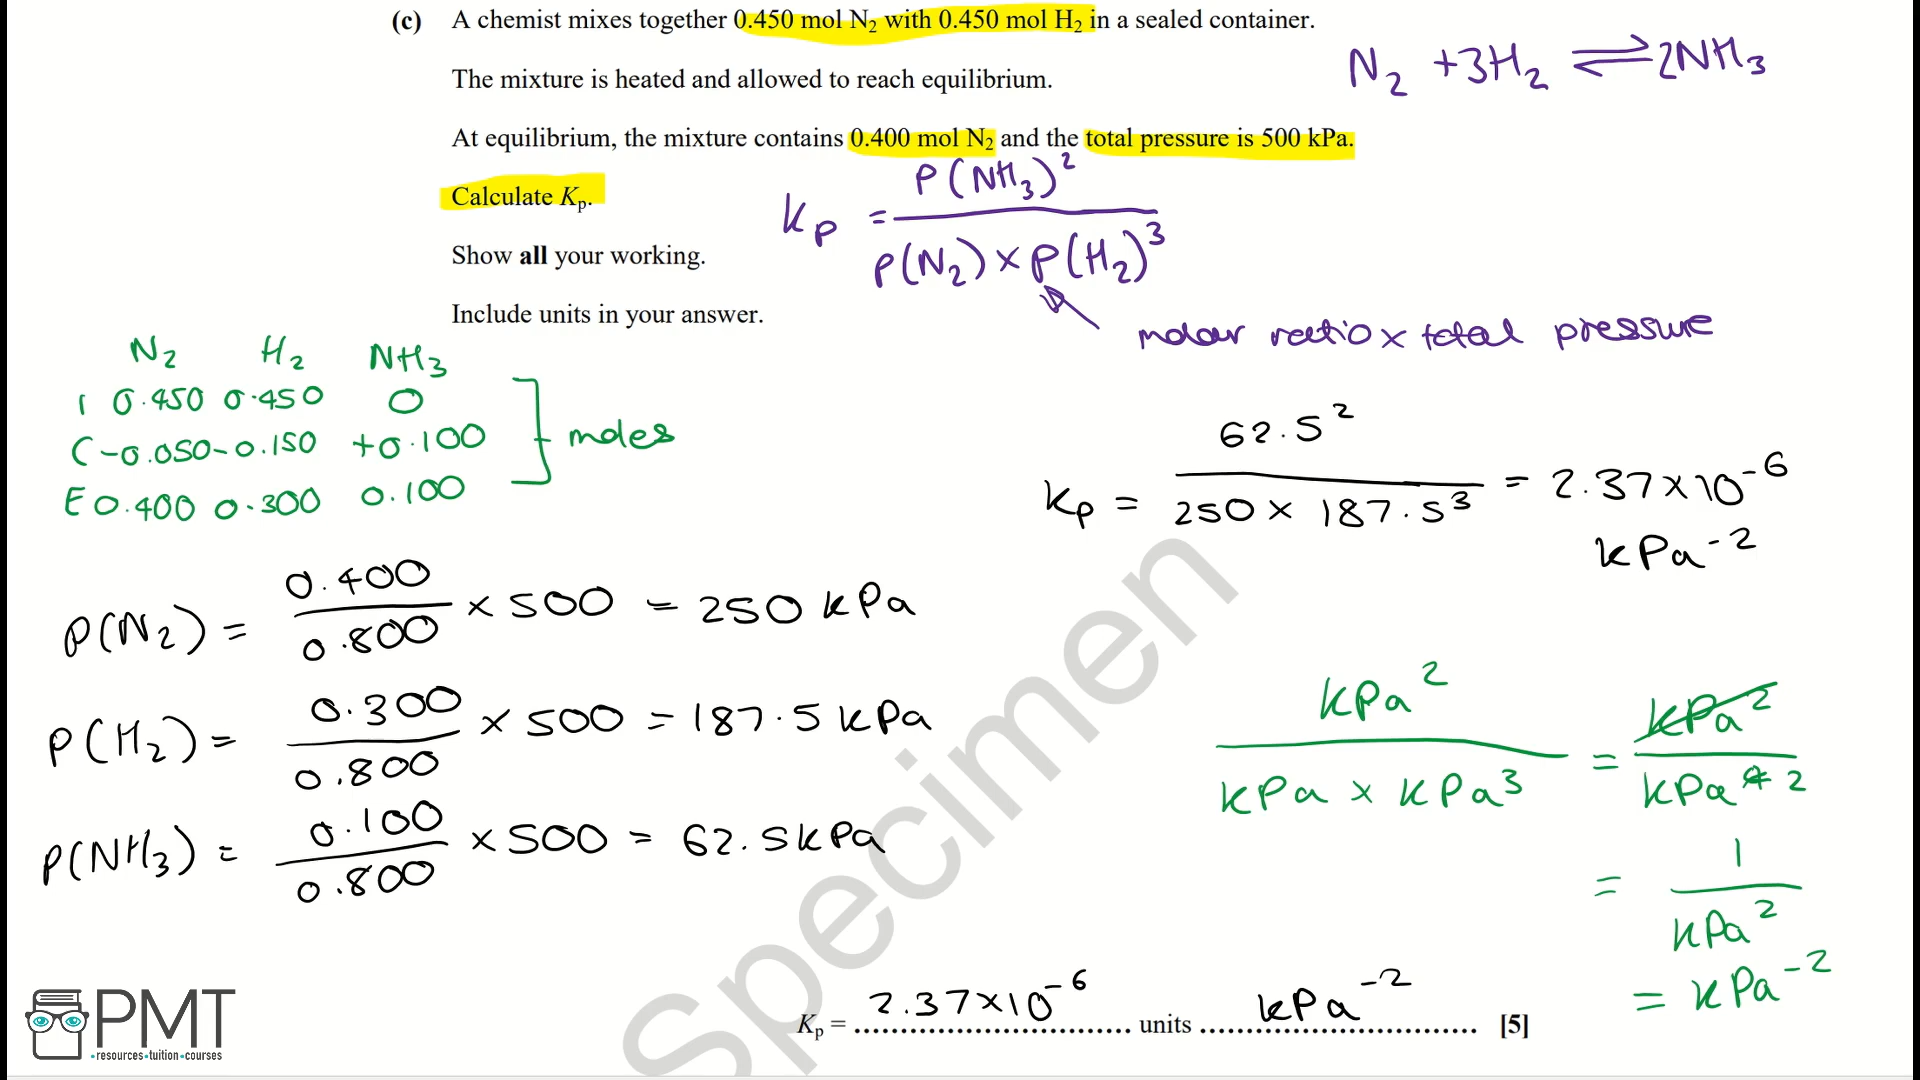 (c) A chemist mixes together 0.450 mol N₂ with 0.450 mol H₂ in a sealed container.
N₂ + 3H₂ ⇌ 2NH₃
The mixture is heated and allowed to reach equilibrium.
At equilibrium, the mixture contains 0.400 mol N₂ and the total pressure is 500 kPa.
Calculate Kₚ.
Kp = P(NH₃)² / P(N₂) × P(H₂)³
Show all your working.
Include units in your answer.
molar ratio × total pressure
N₂ H₂ NH₃
I 0.450 0.450 0
C -0.050 -0.150 +0.100
E 0.400 0.300 0.100
] moles
Kp = 62.5² / 250 × 187.5³ = 2.37×10⁻⁶
kPa⁻²
P(N₂) = 0.400 / 0.800 × 500 = 250 kPa
P(H₂) = 0.300 / 0.800 × 500 = 187.5 kPa
P(NH₃) = 0.100 / 0.800 × 500 = 62.5 kPa
kPa² / kPa × kPa³ = kPa² / kPa⁴ 2
= 1 / kPa²
= kPa⁻²
Specimen
Kₚ = 2.37×10⁻⁶ units kPa⁻² [5]
PMT
•resources•tuition•courses